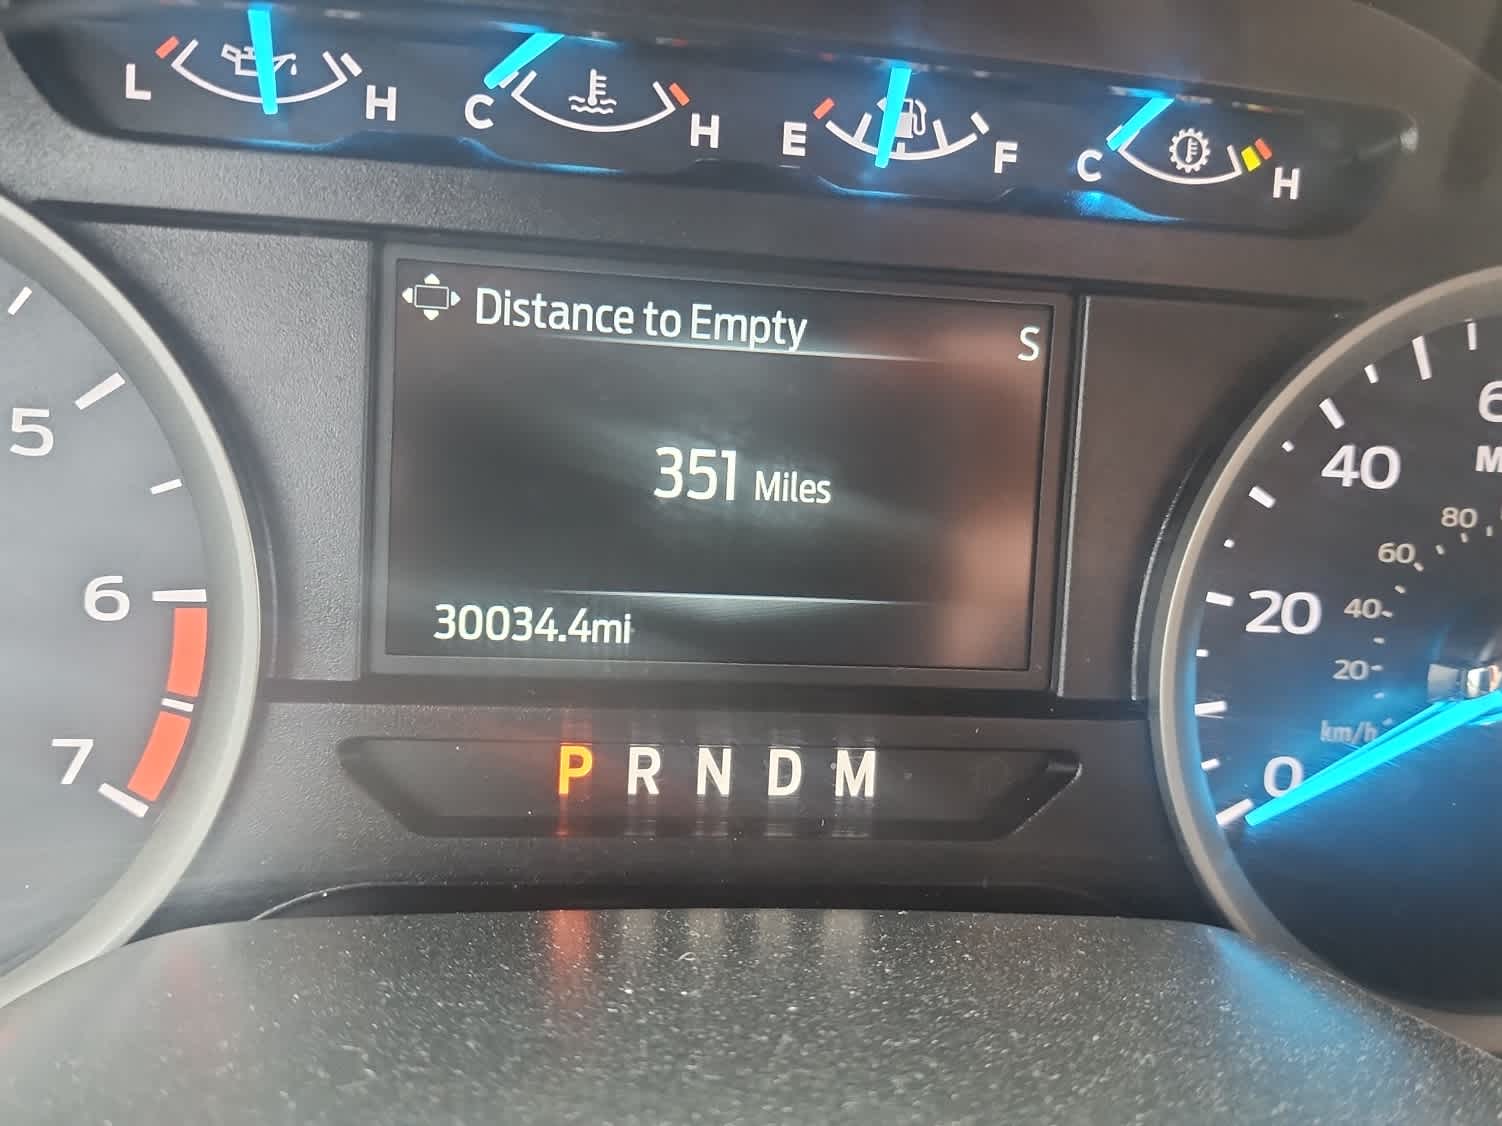 L H C H E F C H
Distance to Empty
S
351 Miles
30034.4mi
P R N D M
5
6
7
40
20
0
80
60
40
20
km/h